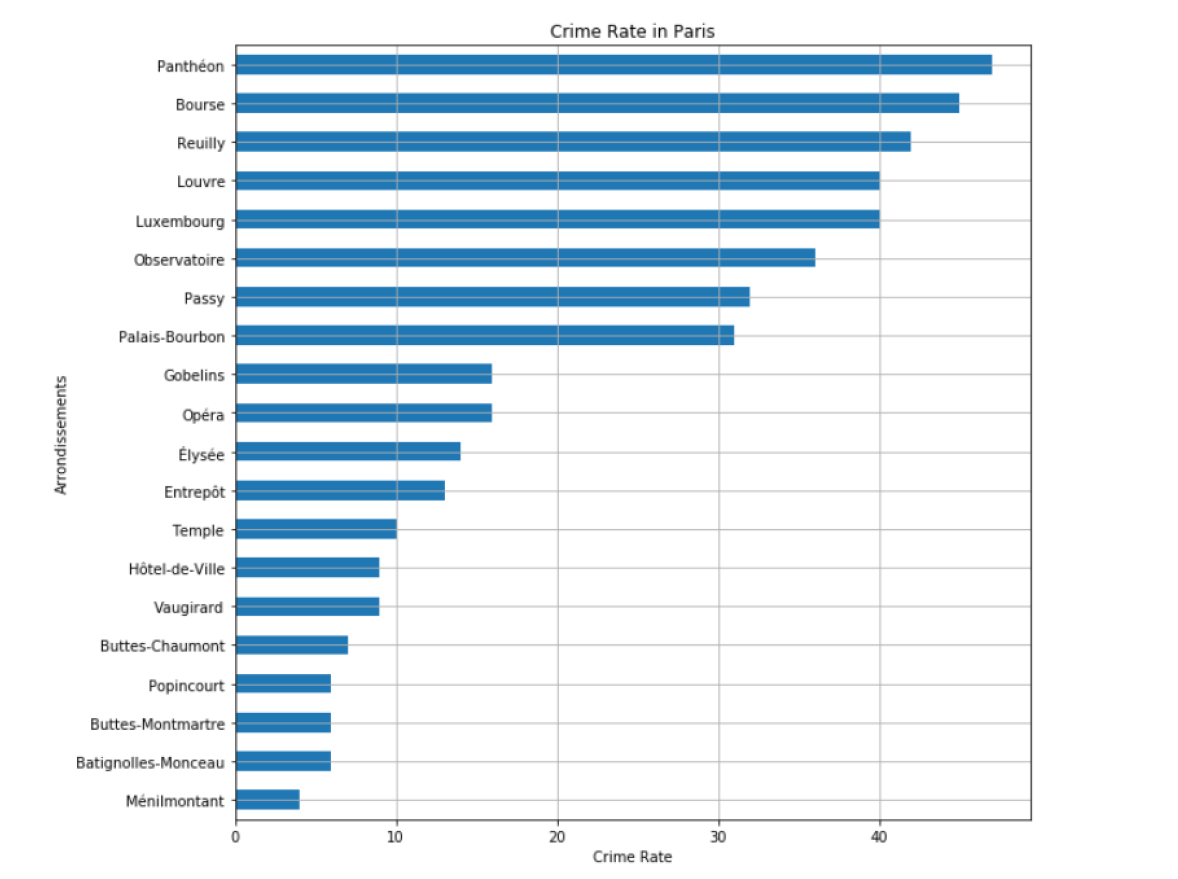 Crime Rate in Paris
Panthéon
Bourse
Reuilly
Louvre
Luxembourg
Observatoire
Passy
Palais-Bourbon
Gobelins
Opéra
Élysée
Entrepôt
Temple
Hôtel-de-Ville
Vaugirard
Buttes-Chaumont
Popincourt
Buttes-Montmartre
Batignolles-Monceau
Ménilmontant
Arrondissements
0 10 20 30 40
Crime Rate